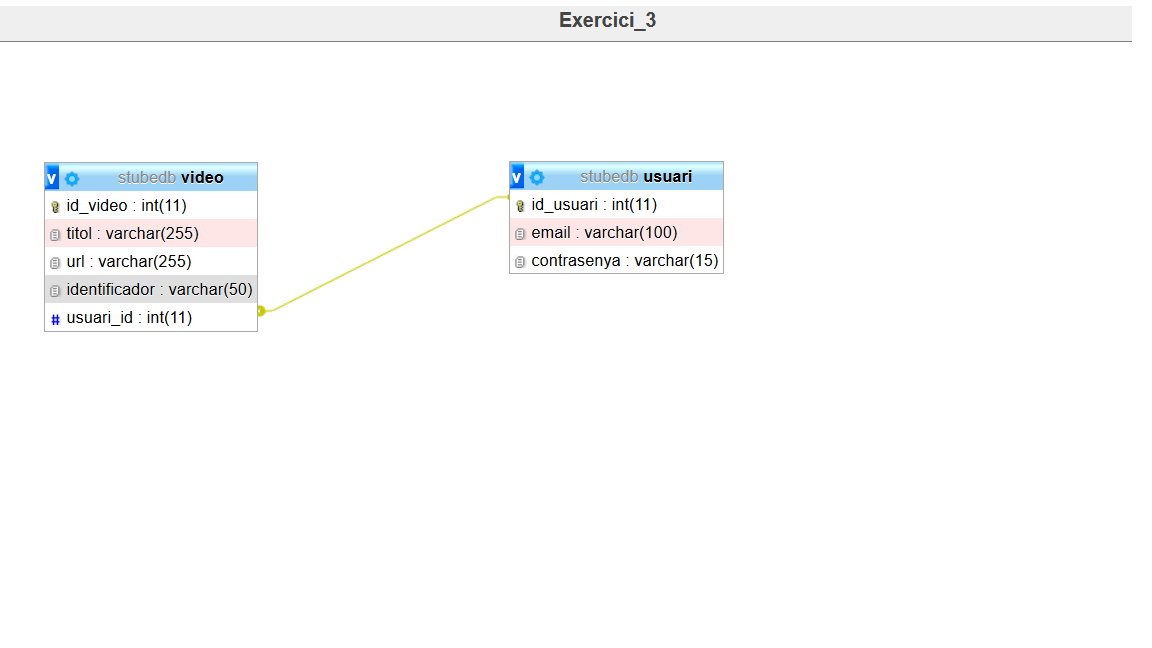 Exercici_3
v stubedb video
id_video : int(11)
titol : varchar(255)
url : varchar(255)
identificador : varchar(50)
# usuari_id : int(11)
v stubedb usuari
id_usuari : int(11)
email : varchar(100)
contrasenya : varchar(15)